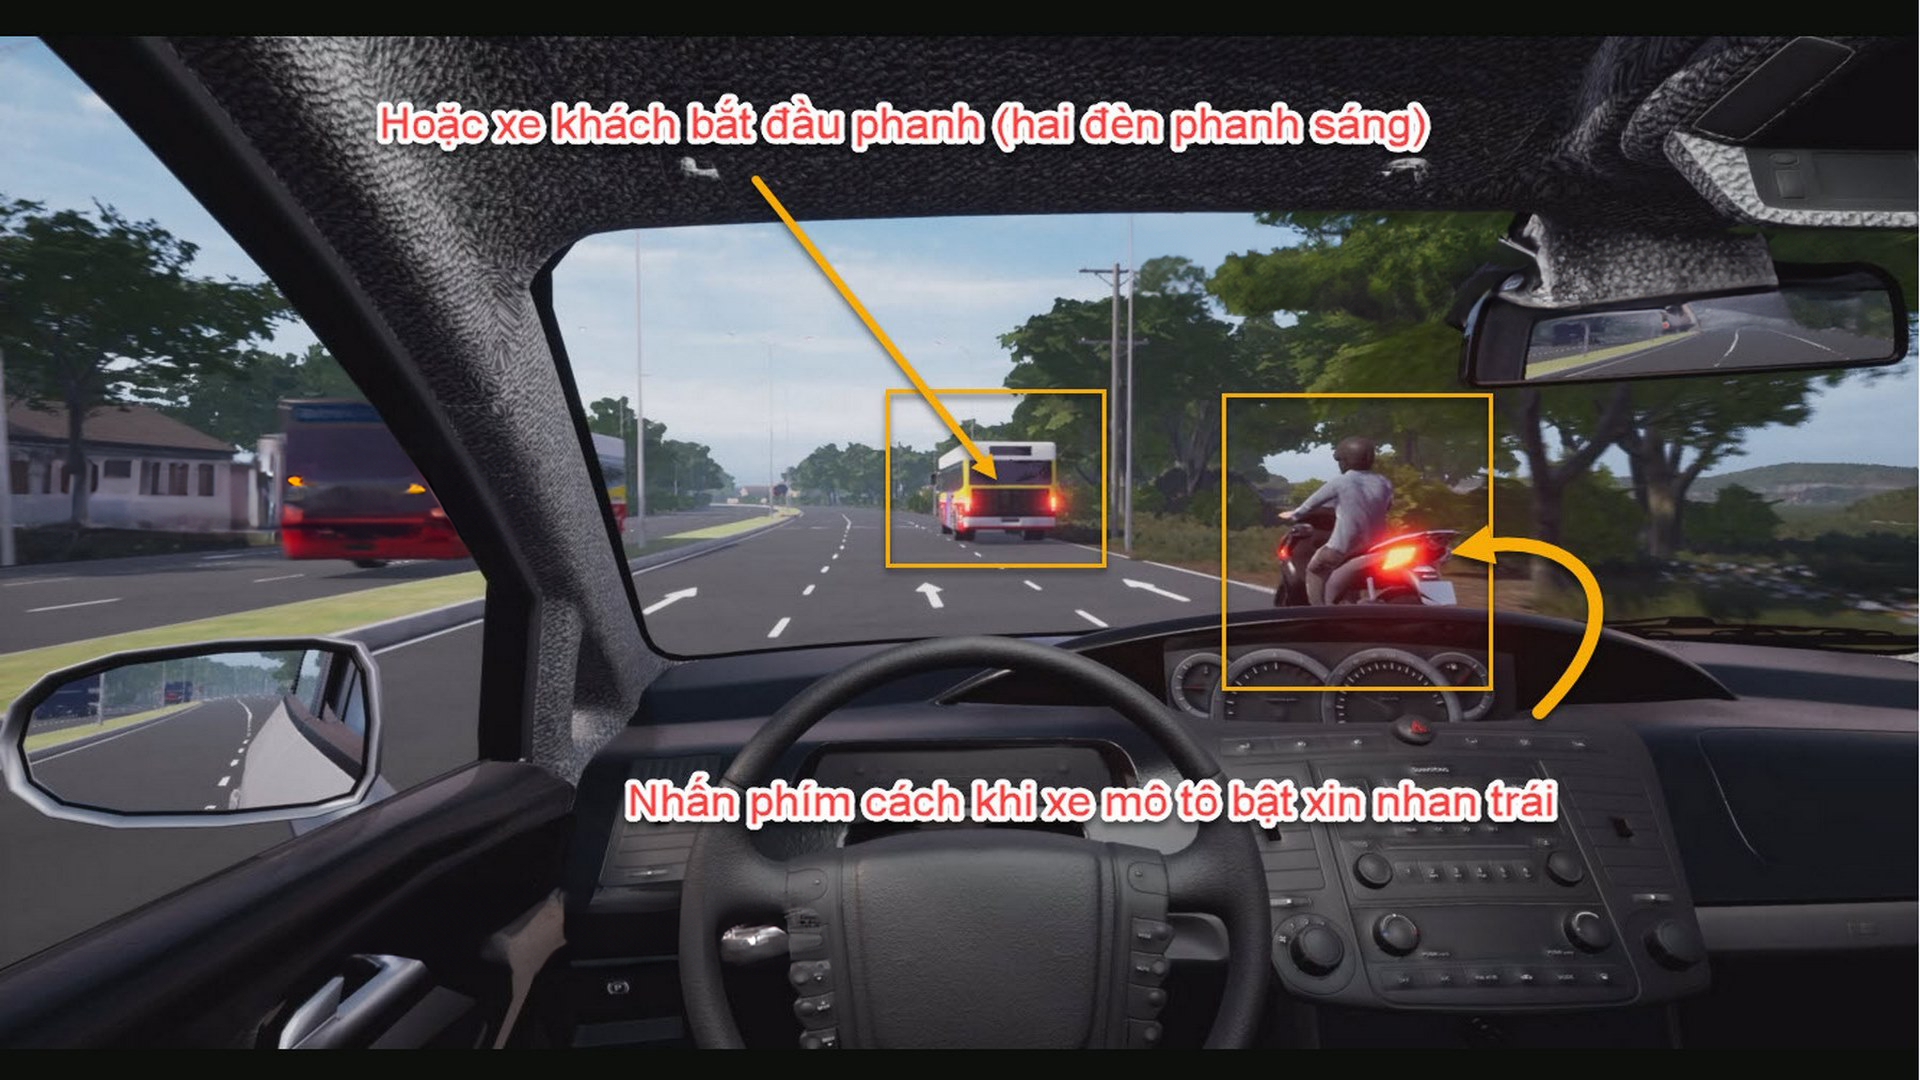 Hoặc xe khách bắt đầu phanh (hai đèn phanh sáng)
Nhấn phím cách khi xe mô tô bật xin nhan trái